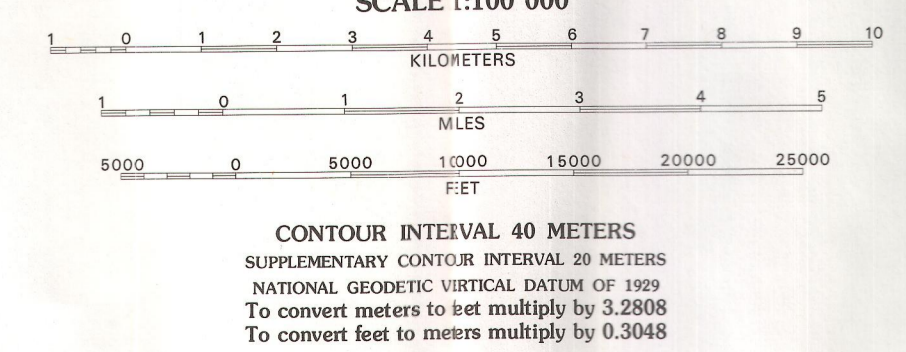 SCALE 1:100 000
1 0 1 2 3 4 5 6 7 8 9 10
KILOMETERS
1 0 1 2 3 4 5
MILES
5000 0 5000 10000 15000 20000 25000
FEET
CONTOUR INTERVAL 40 METERS
SUPPLEMENTARY CONTOUR INTERVAL 20 METERS
NATIONAL GEODETIC VIRTICAL DATUM OF 1929
To convert meters to feet multiply by 3.2808
To convert feet to meters multiply by 0.3048